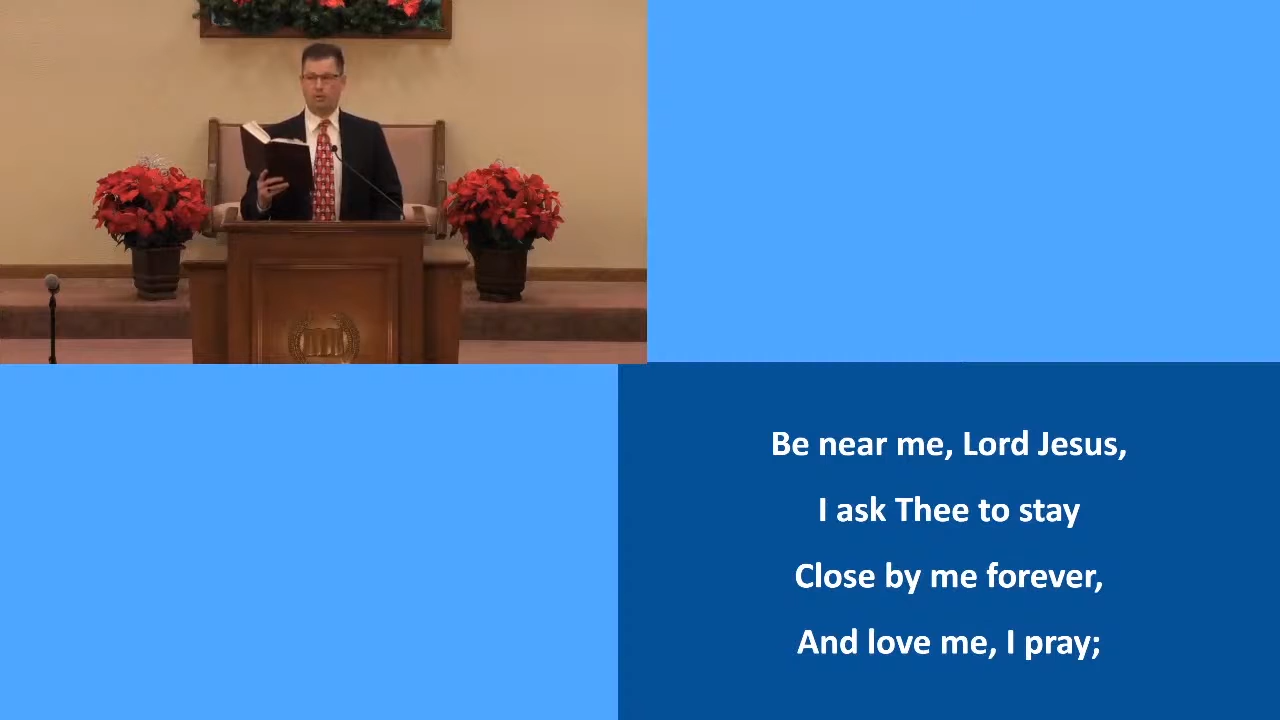 Be near me, Lord Jesus,
I ask Thee to stay
Close by me forever,
And love me, I pray;